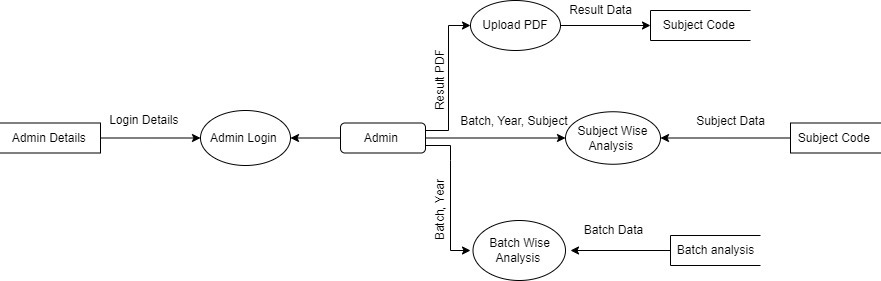 Result Data
Upload PDF
Subject Code
Result PDF
Login Details
Batch, Year, Subject
Subject Data
Admin Details
Admin Login
Admin
Subject Wise
Analysis
Subject Code
Batch, Year
Batch Data
Batch Wise
Analysis
Batch analysis